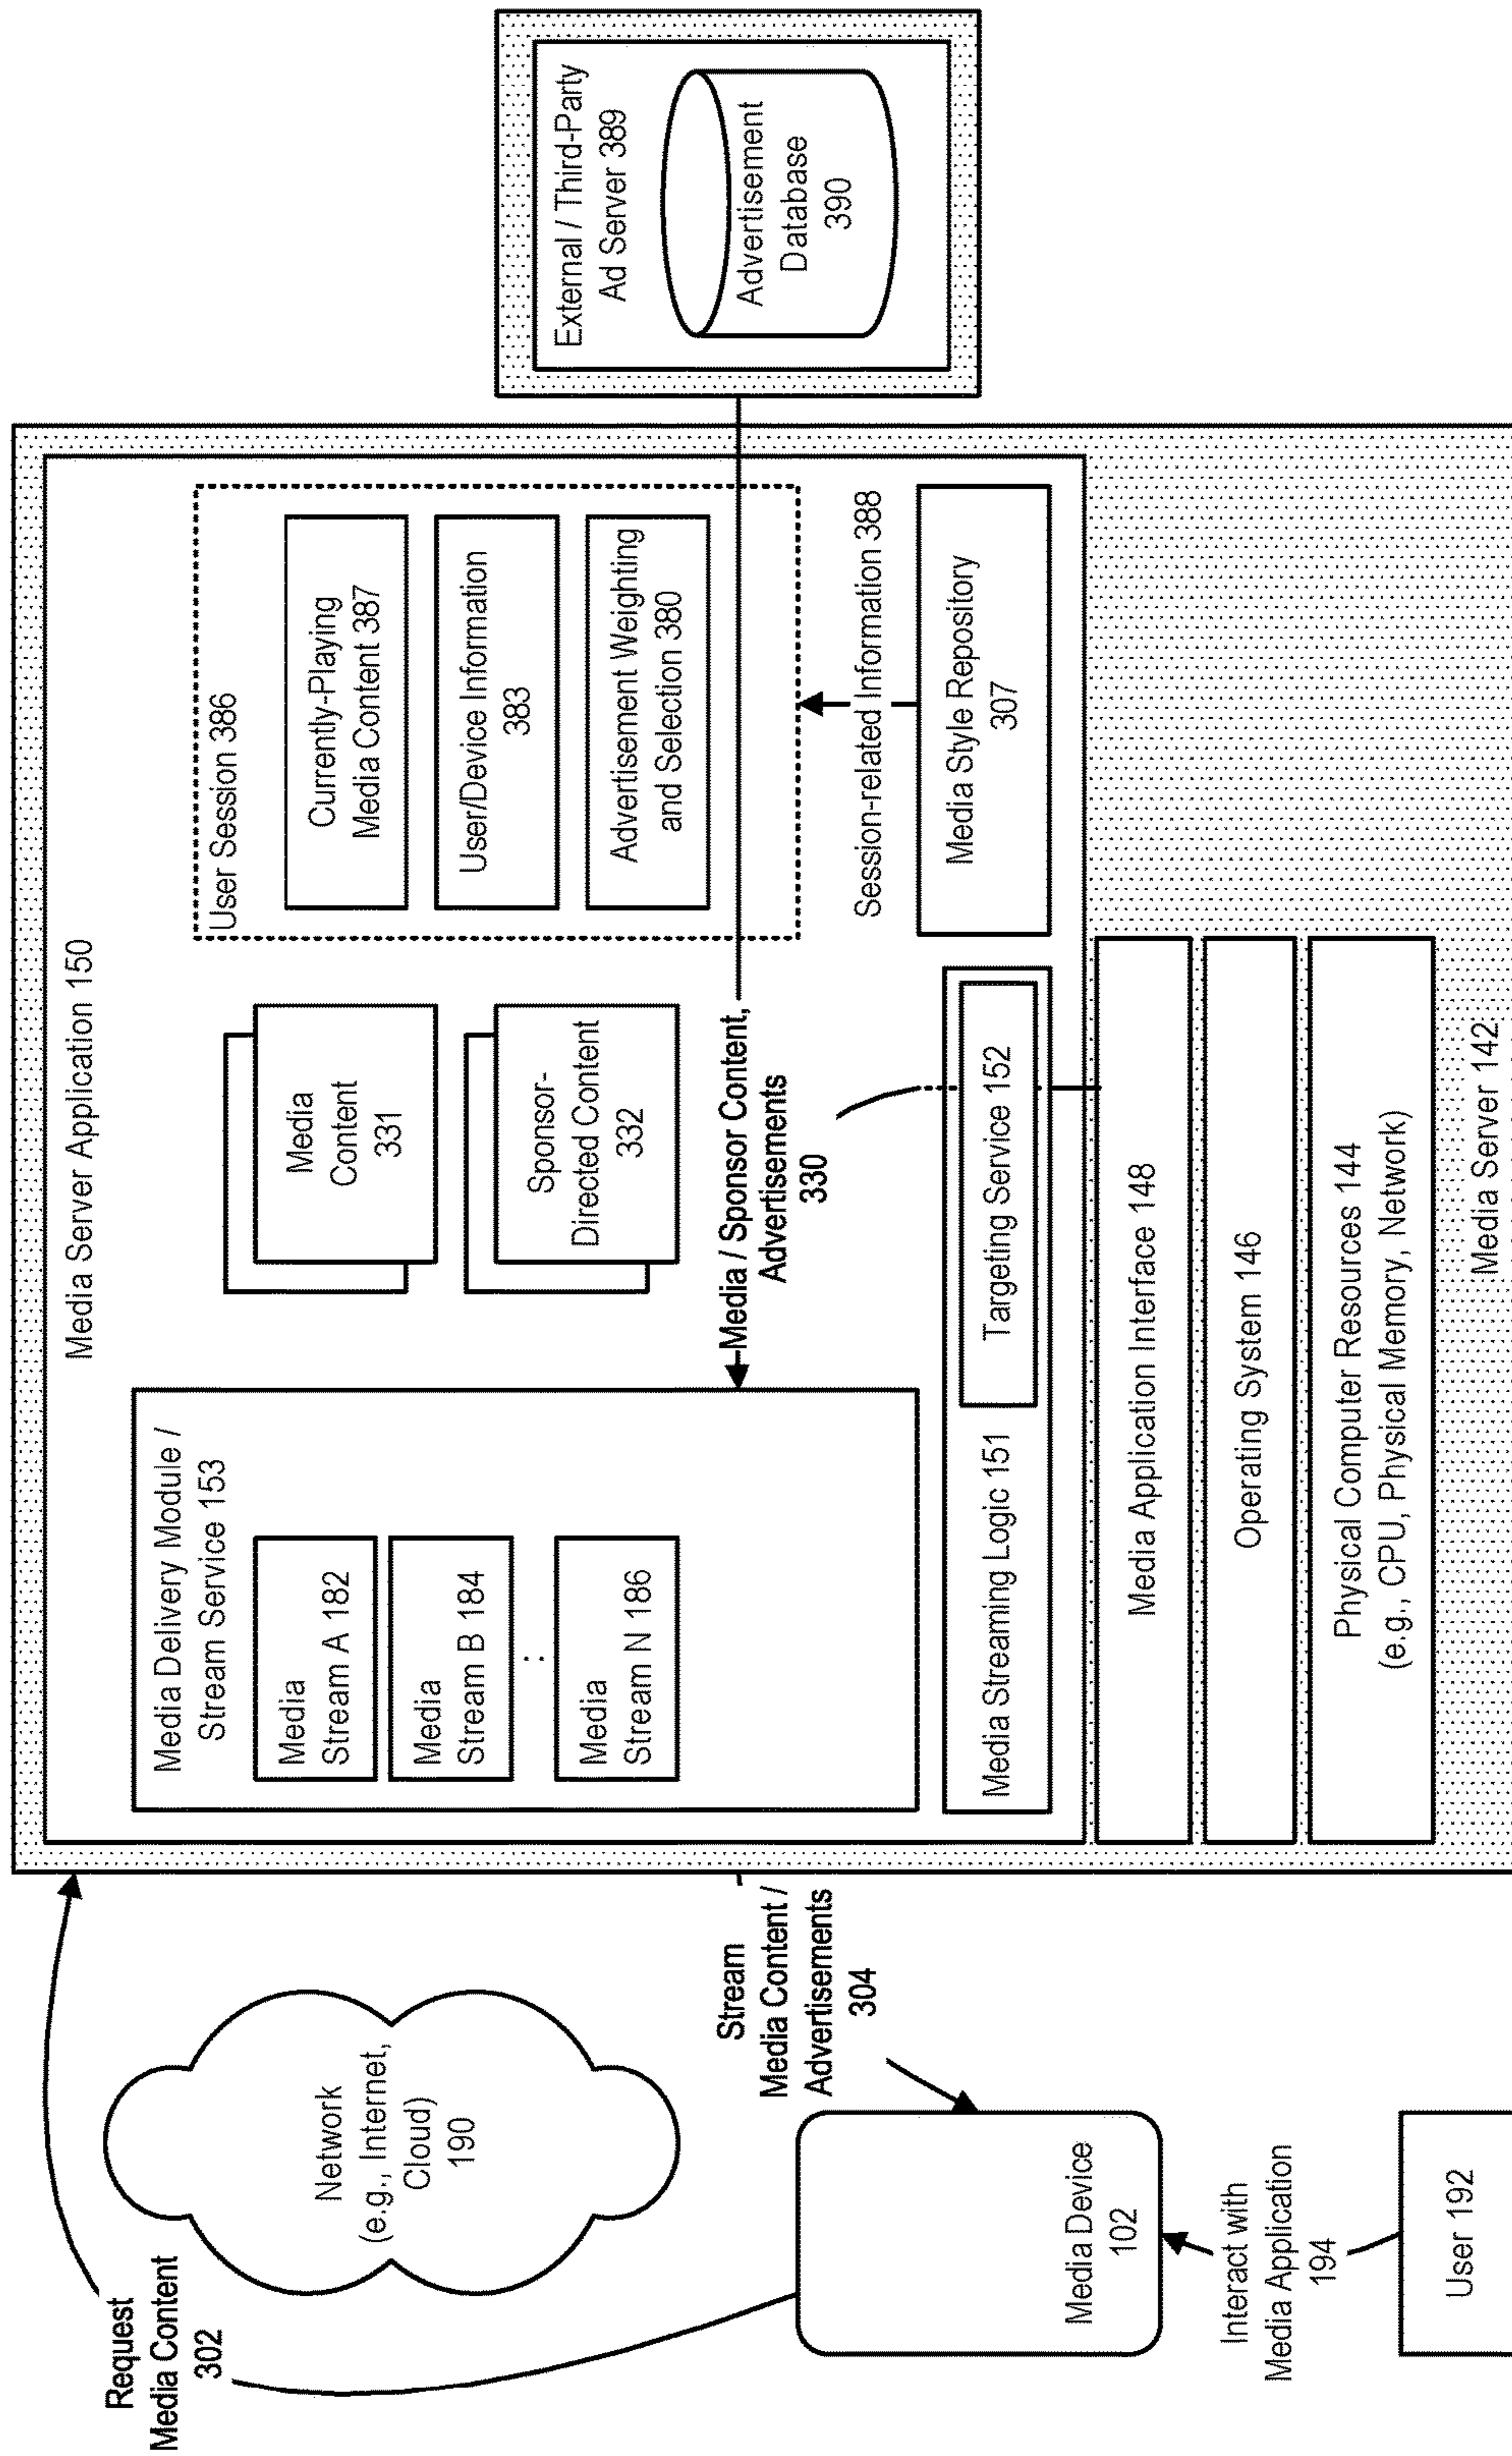 Media Server Application 150
Media Delivery Module /
Stream Service 153
Media
Stream A 182
Media
Stream B 184
:
Media
Stream N 186
Media
Content
331
Sponsor-
Directed Content
332
Media / Sponsor Content,
Advertisements
330
User Session 386
Currently-Playing
Media Content 387
User/Device Information
383
Advertisement Weighting
and Selection 380
Session-related Information 388
Media Style Repository
307
Media Streaming Logic 151
Targeting Service 152
Media Application Interface 148
Operating System 146
Physical Computer Resources 144
(e.g., CPU, Physical Memory, Network)
Media Server 142
External / Third-Party
Ad Server 389
Advertisement
Database
390
Request
Media Content
302
Network
(e.g., Internet,
Cloud)
190
Stream
Media Content /
Advertisements
304
Media Device
102
Interact with
Media Application
194
User 192